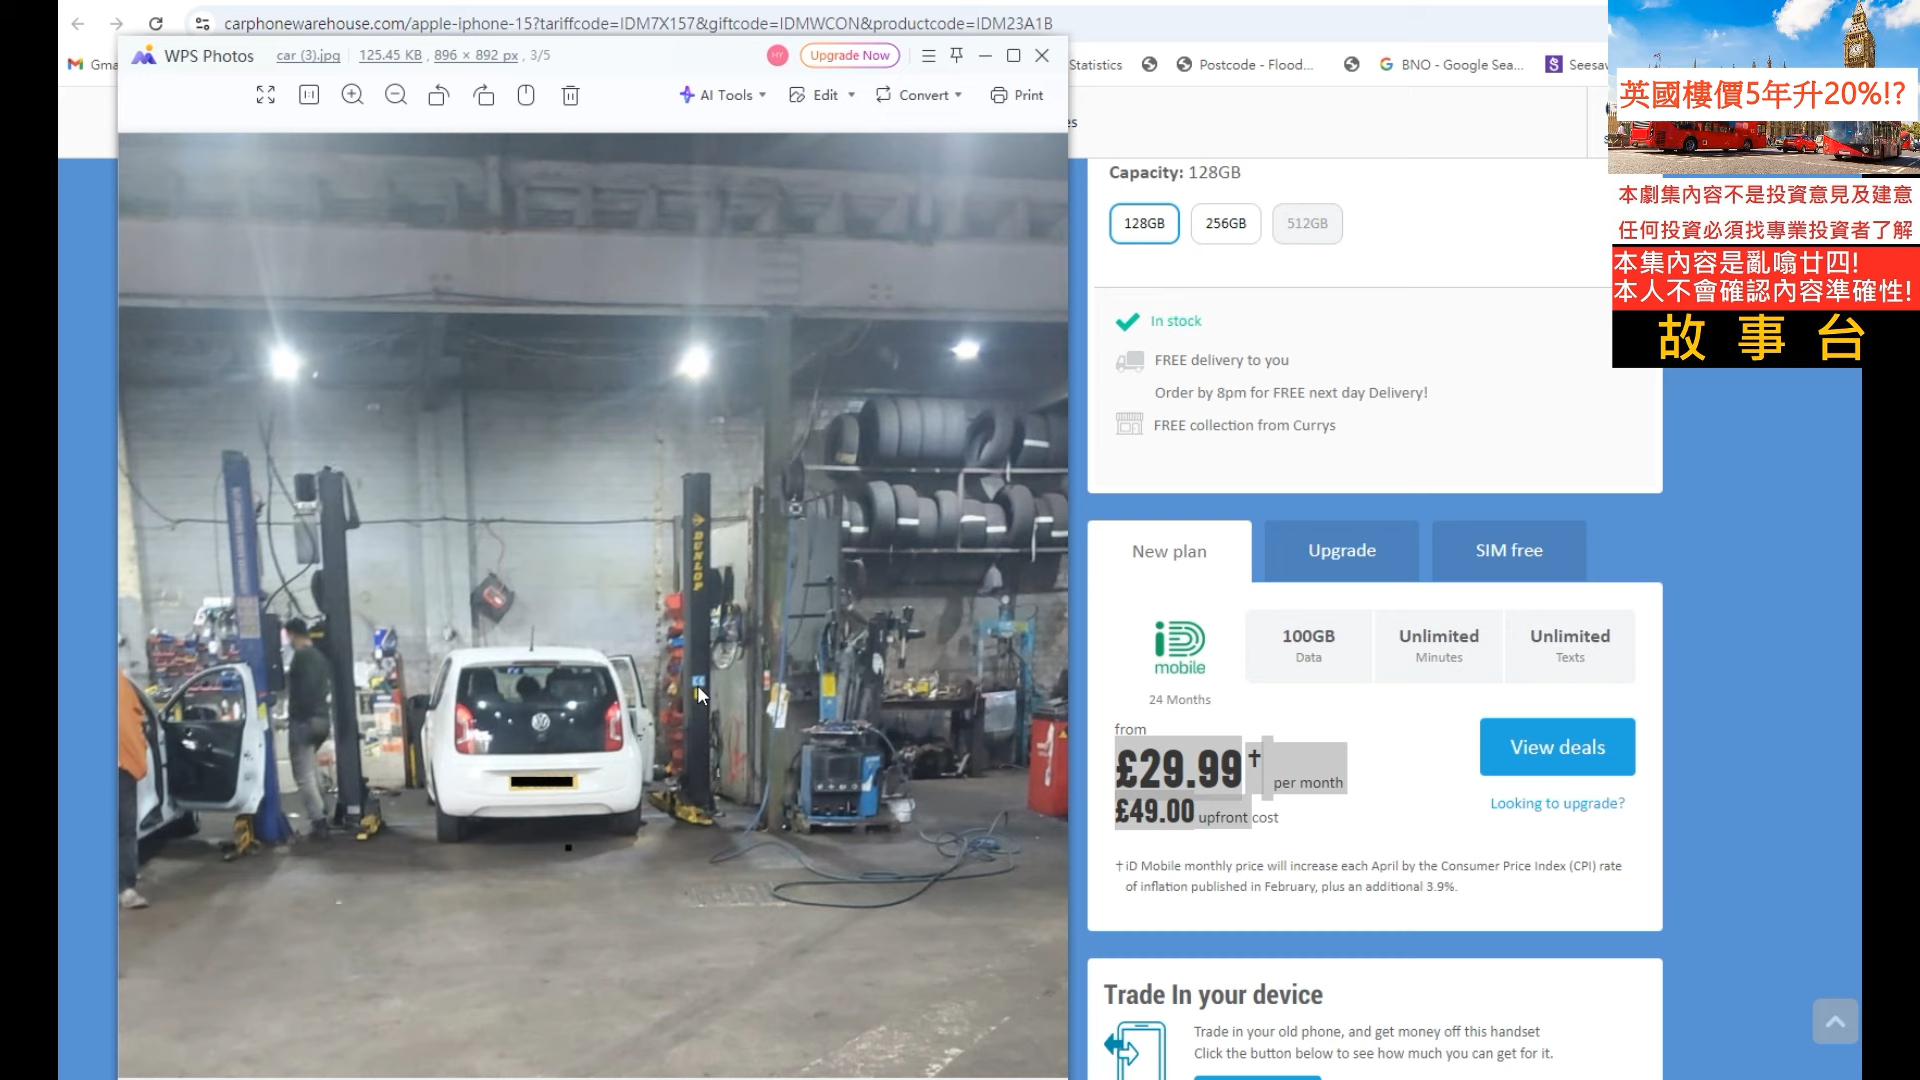 carphonewarehouse.com/apple-iphone-15?tariffcode=IDM7X157&giftcode=IDMWCON&productcode=IDM23A1B
Gma
WPS Photos car (3).jpg 125.45 KB , 896 × 892 px , 3/5
HY Upgrade Now
Statistics Postcode - Flood... BNO - Google Sea... Seesav
AI Tools Edit Convert Print
es
Capacity: 128GB
128GB 256GB 512GB
In stock
FREE delivery to you
Order by 8pm for FREE next day Delivery!
FREE collection from Currys
New plan Upgrade SIM free
iD
mobile
24 Months
100GB
Data
Unlimited
Minutes
Unlimited
Texts
from
£29.99† per month
£49.00 upfront cost
View deals
Looking to upgrade?
† iD Mobile monthly price will increase each April by the Consumer Price Index (CPI) rate
of inflation published in February, plus an additional 3.9%.
Trade In your device
Trade in your old phone, and get money off this handset
Click the button below to see how much you can get for it.
DUNLOP
英國樓價5年升20%!?
本劇集內容不是投資意見及建意
任何投資必須找專業投資者了解
本集內容是亂噏廿四!
本人不會確認內容準確性!
故事台